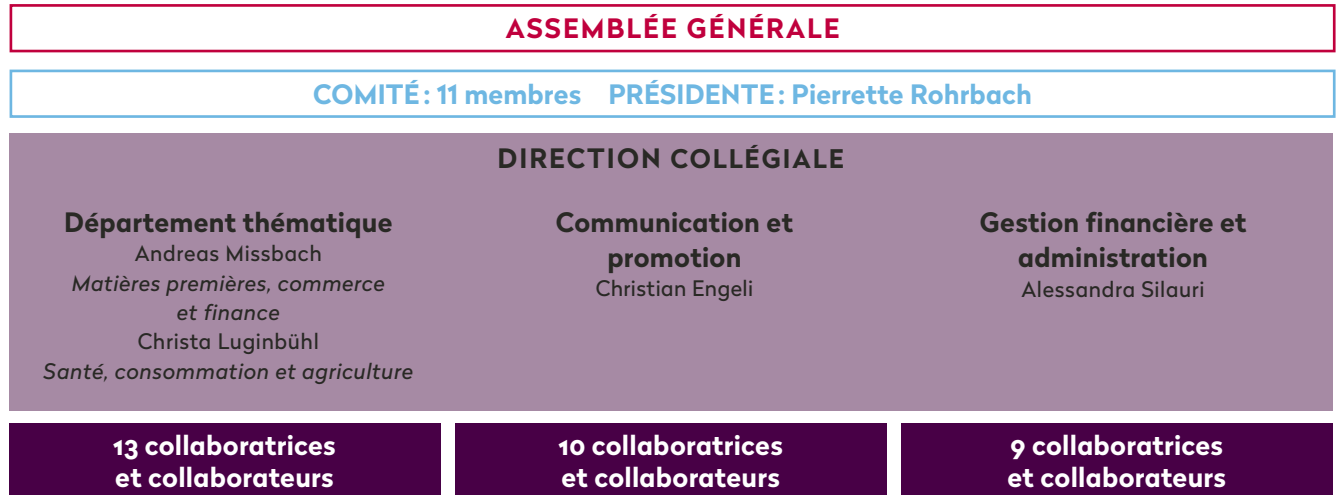 ASSEMBLÉE GÉNÉRALE
COMITÉ: 11 membres PRÉSIDENTE: Pierrette Rohrbach
DIRECTION COLLÉGIALE
Département thématique
Andreas Missbach
Matières premières, commerce
et finance
Christa Luginbühl
Santé, consommation et agriculture
Communication et
promotion
Christian Engeli
Gestion financière et
administration
Alessandra Silauri
13 collaboratrices
et collaborateurs
10 collaboratrices
et collaborateurs
9 collaboratrices
et collaborateurs